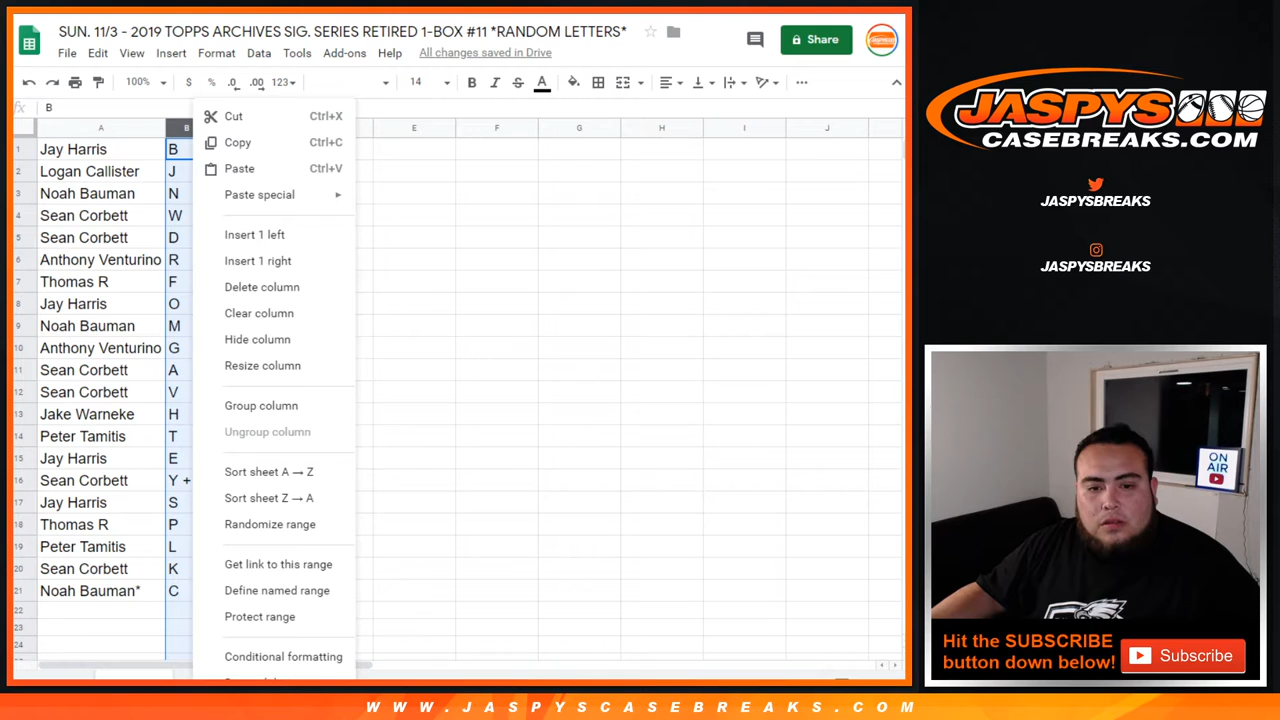 SUN. 11/3 - 2019 TOPPS ARCHIVES SIG. SERIES RETIRED 1-BOX #11 *RANDOM LETTERS*
File Edit View Insert Format Data Tools Add-ons Help All changes saved in Drive
Share
100% $ % .0 .00 123 14 B I S A
fx B
A B E F G H I J
1 Jay Harris B
2 Logan Callister J
3 Noah Bauman N
4 Sean Corbett W
5 Sean Corbett D
6 Anthony Venturino R
7 Thomas R F
8 Jay Harris O
9 Noah Bauman M
10 Anthony Venturino G
11 Sean Corbett A
12 Sean Corbett V
13 Jake Warneke H
14 Peter Tamitis T
15 Jay Harris E
16 Sean Corbett Y +
17 Jay Harris S
18 Thomas R P
19 Peter Tamitis L
20 Sean Corbett K
21 Noah Bauman* C
22
23
24
Cut Ctrl+X
Copy Ctrl+C
Paste Ctrl+V
Paste special
Insert 1 left
Insert 1 right
Delete column
Clear column
Hide column
Resize column
Group column
Ungroup column
Sort sheet A → Z
Sort sheet Z → A
Randomize range
Get link to this range
Define named range
Protect range
Conditional formatting
JASPYS
CASEBREAKS.COM
JASPYSBREAKS
JASPYSBREAKS
ON
AIR
Hit the SUBSCRIBE
button down below!
Subscribe
WWW.JASPYSCASEBREAKS.COM